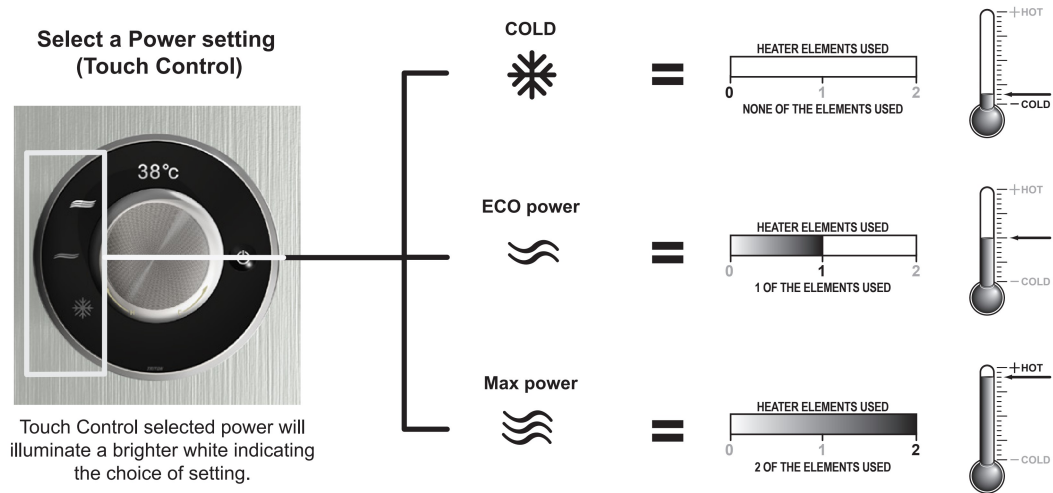 Select a Power setting
(Touch Control)
38°c
Touch Control selected power will
illuminate a brighter white indicating
the choice of setting.
COLD
HEATER ELEMENTS USED
0 1 2
NONE OF THE ELEMENTS USED
+HOT
-COLD
ECO power
HEATER ELEMENTS USED
0 1 2
1 OF THE ELEMENTS USED
+HOT
-COLD
Max power
HEATER ELEMENTS USED
0 1 2
2 OF THE ELEMENTS USED
+HOT
-COLD